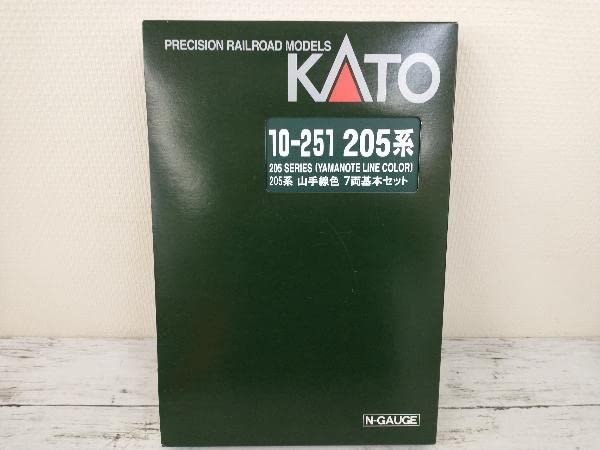 PRECISION RAILROAD MODELS
KATO
10-251 205系
205 SERIES (YAMANOTE LINE COLOR)
205系 山手線色 7両基本セット
N-GAUGE